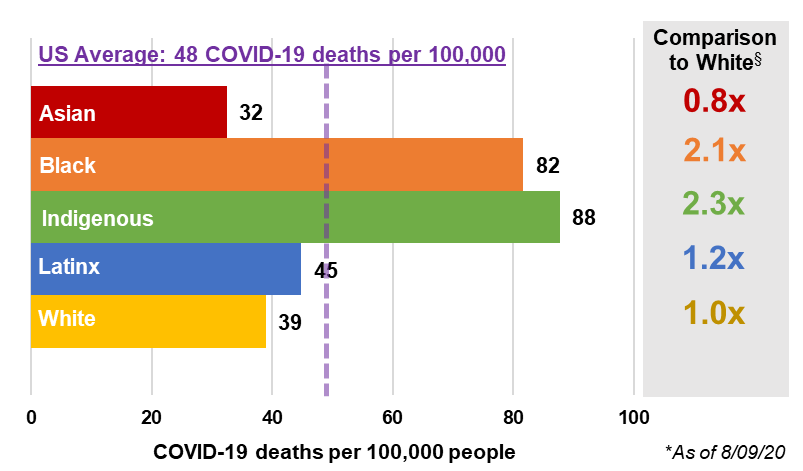 US Average: 48 COVID-19 deaths per 100,000
Comparison
to White§
Asian 32 0.8x
Black 82 2.1x
Indigenous 88 2.3x
Latinx 45 1.2x
White 39 1.0x
0 20 40 60 80 100
COVID-19 deaths per 100,000 people
*As of 8/09/20